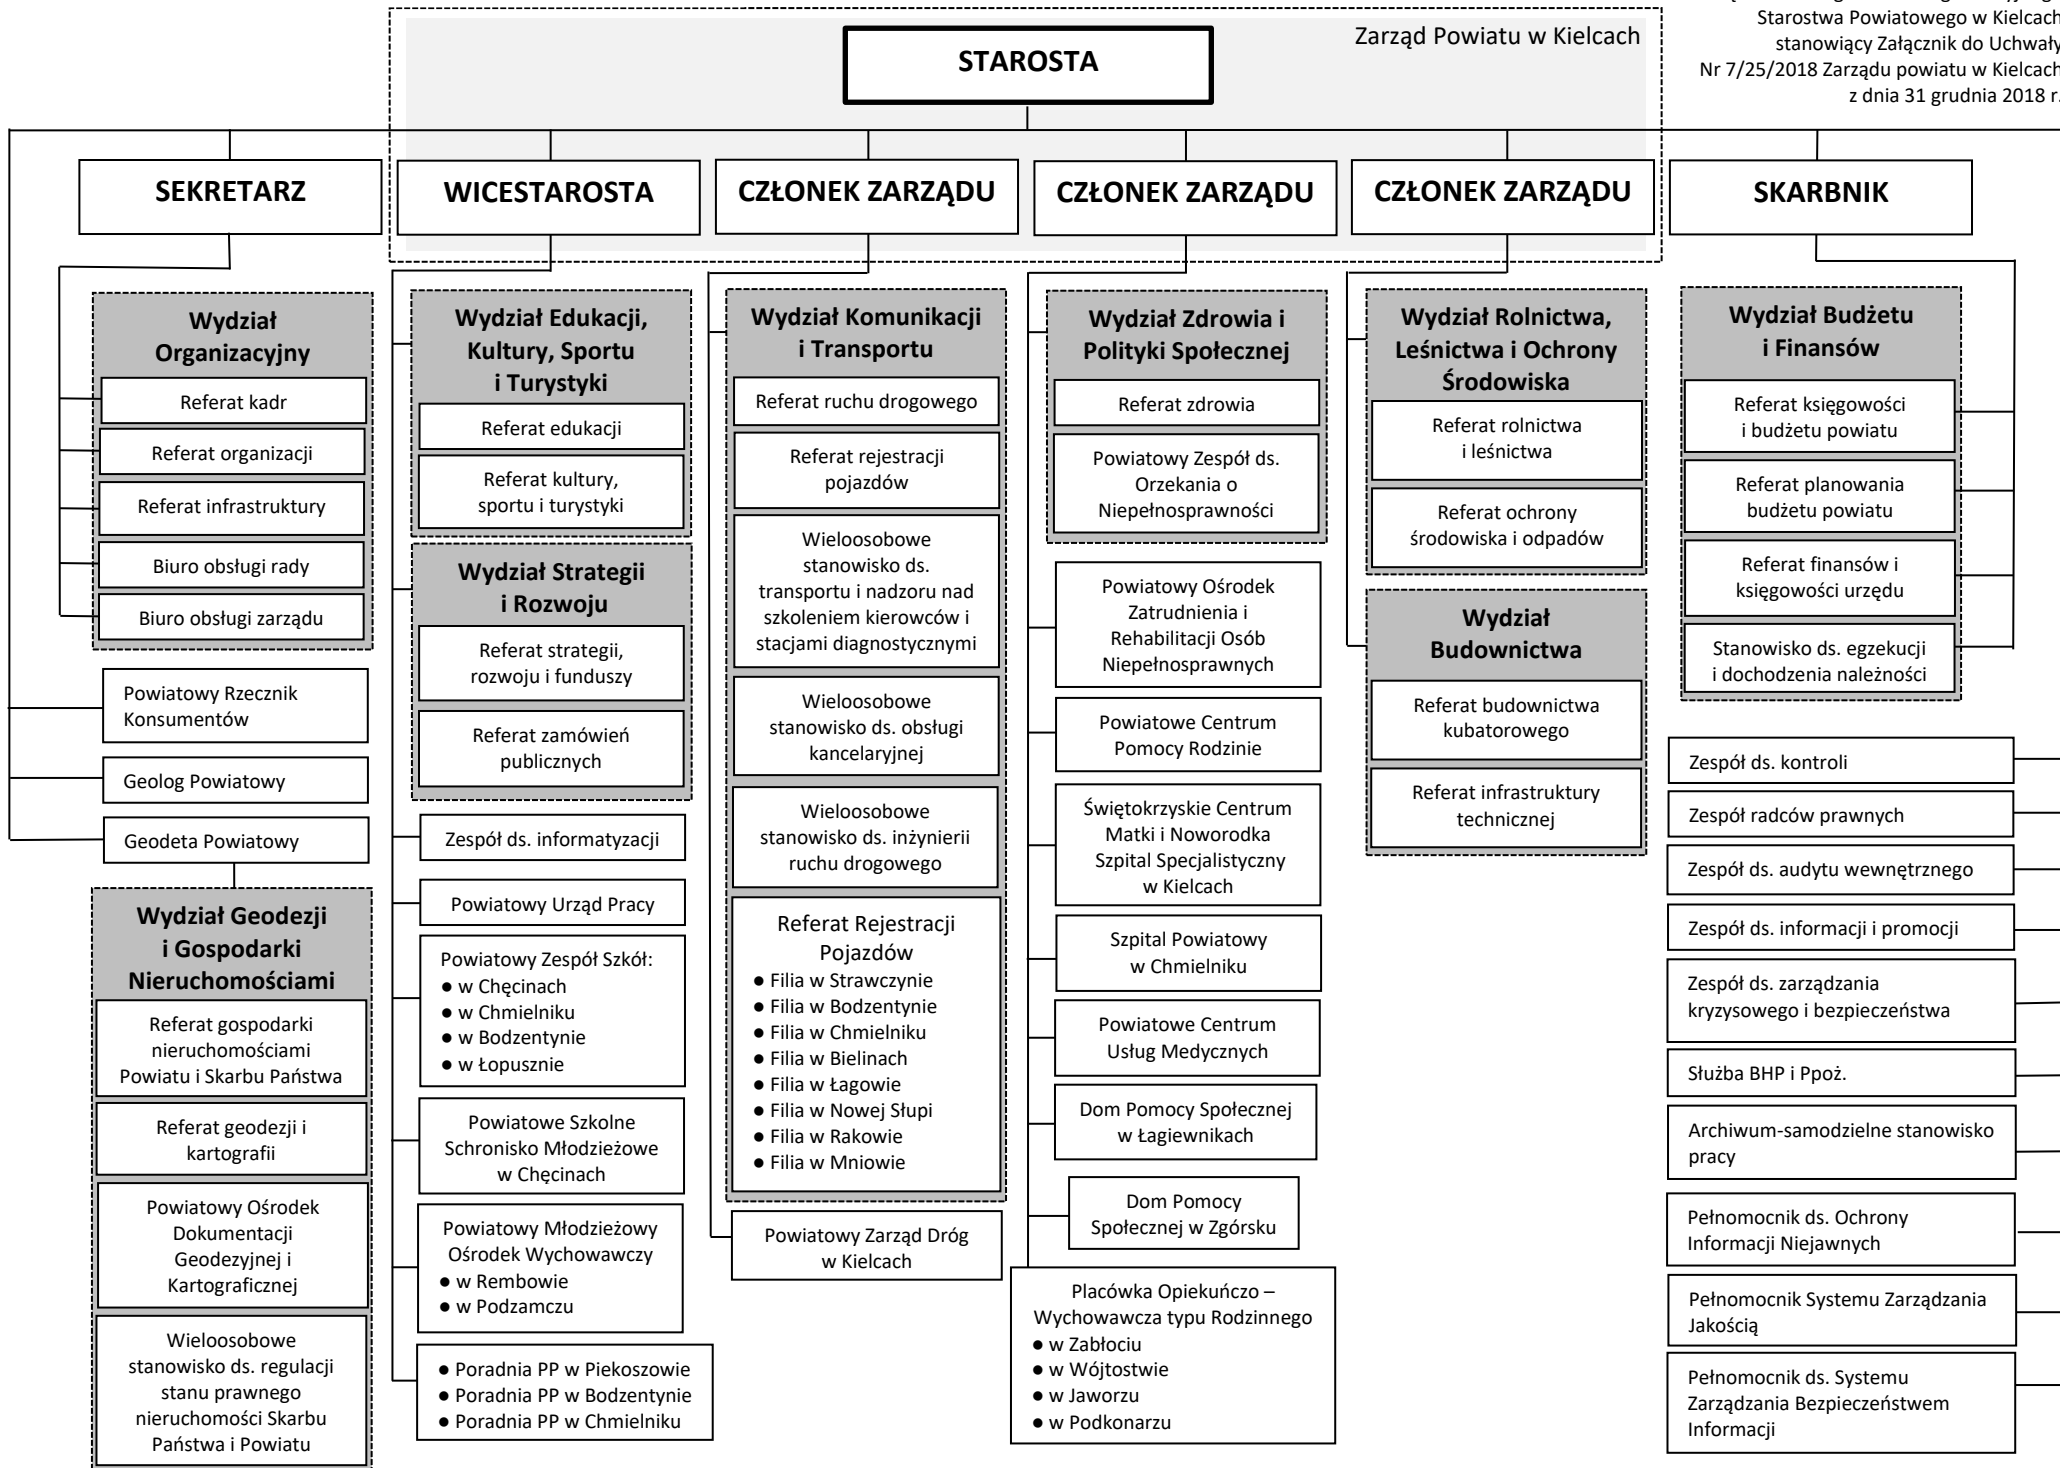 Starostwa Powiatowego w Kielcach
stanowiący Załącznik do Uchwały
Nr 7/25/2018 Zarządu powiatu w Kielcach
z dnia 31 grudnia 2018 r.
Zarząd Powiatu w Kielcach
STAROSTA
SEKRETARZ
WICESTAROSTA
CZŁONEK ZARZĄDU
CZŁONEK ZARZĄDU
CZŁONEK ZARZĄDU
SKARBNIK
Wydział
Organizacyjny
Referat kadr
Referat organizacji
Referat infrastruktury
Biuro obsługi rady
Biuro obsługi zarządu
Powiatowy Rzecznik
Konsumentów
Geolog Powiatowy
Geodeta Powiatowy
Wydział Geodezji
i Gospodarki
Nieruchomościami
Referat gospodarki
nieruchomościami
Powiatu i Skarbu Państwa
Referat geodezji i
kartografii
Powiatowy Ośrodek
Dokumentacji
Geodezyjnej i
Kartograficznej
Wieloosobowe
stanowisko ds. regulacji
stanu prawnego
nieruchomości Skarbu
Państwa i Powiatu
Wydział Edukacji,
Kultury, Sportu
i Turystyki
Referat edukacji
Referat kultury,
sportu i turystyki
Wydział Strategii
i Rozwoju
Referat strategii,
rozwoju i funduszy
Referat zamówień
publicznych
Zespół ds. informatyzacji
Powiatowy Urząd Pracy
Powiatowy Zespół Szkół:
● w Chęcinach
● w Chmielniku
● w Bodzentynie
● w Łopusznie
Powiatowe Szkolne
Schronisko Młodzieżowe
w Chęcinach
Powiatowy Młodzieżowy
Ośrodek Wychowawczy
● w Rembowie
● w Podzamczu
● Poradnia PP w Piekoszowie
● Poradnia PP w Bodzentynie
● Poradnia PP w Chmielniku
Wydział Komunikacji
i Transportu
Referat ruchu drogowego
Referat rejestracji
pojazdów
Wieloosobowe
stanowisko ds.
transportu i nadzoru nad
szkoleniem kierowców i
stacjami diagnostycznymi
Wieloosobowe
stanowisko ds. obsługi
kancelaryjnej
Wieloosobowe
stanowisko ds. inżynierii
ruchu drogowego
Referat Rejestracji
Pojazdów
● Filia w Strawczynie
● Filia w Bodzentynie
● Filia w Chmielniku
● Filia w Bielinach
● Filia w Łagowie
● Filia w Nowej Słupi
● Filia w Rakowie
● Filia w Mniowie
Powiatowy Zarząd Dróg
w Kielcach
Wydział Zdrowia i
Polityki Społecznej
Referat zdrowia
Powiatowy Zespół ds.
Orzekania o
Niepełnosprawności
Powiatowy Ośrodek
Zatrudnienia i
Rehabilitacji Osób
Niepełnosprawnych
Powiatowe Centrum
Pomocy Rodzinie
Świętokrzyskie Centrum
Matki i Noworodka
Szpital Specjalistyczny
w Kielcach
Szpital Powiatowy
w Chmielniku
Powiatowe Centrum
Usług Medycznych
Dom Pomocy Społecznej
w Łagiewnikach
Dom Pomocy
Społecznej w Zgórsku
Placówka Opiekuńczo –
Wychowawcza typu Rodzinnego
● w Zabłociu
● w Wójtostwie
● w Jaworzu
● w Podkonarzu
Wydział Rolnictwa,
Leśnictwa i Ochrony
Środowiska
Referat rolnictwa
i leśnictwa
Referat ochrony
środowiska i odpadów
Wydział
Budownictwa
Referat budownictwa
kubatorowego
Referat infrastruktury
technicznej
Wydział Budżetu
i Finansów
Referat księgowości
i budżetu powiatu
Referat planowania
budżetu powiatu
Referat finansów i
księgowości urzędu
Stanowisko ds. egzekucji
i dochodzenia należności
Zespół ds. kontroli
Zespół radców prawnych
Zespół ds. audytu wewnętrznego
Zespół ds. informacji i promocji
Zespół ds. zarządzania
kryzysowego i bezpieczeństwa
Służba BHP i Ppoż.
Archiwum-samodzielne stanowisko
pracy
Pełnomocnik ds. Ochrony
Informacji Niejawnych
Pełnomocnik Systemu Zarządzania
Jakością
Pełnomocnik ds. Systemu
Zarządzania Bezpieczeństwem
Informacji